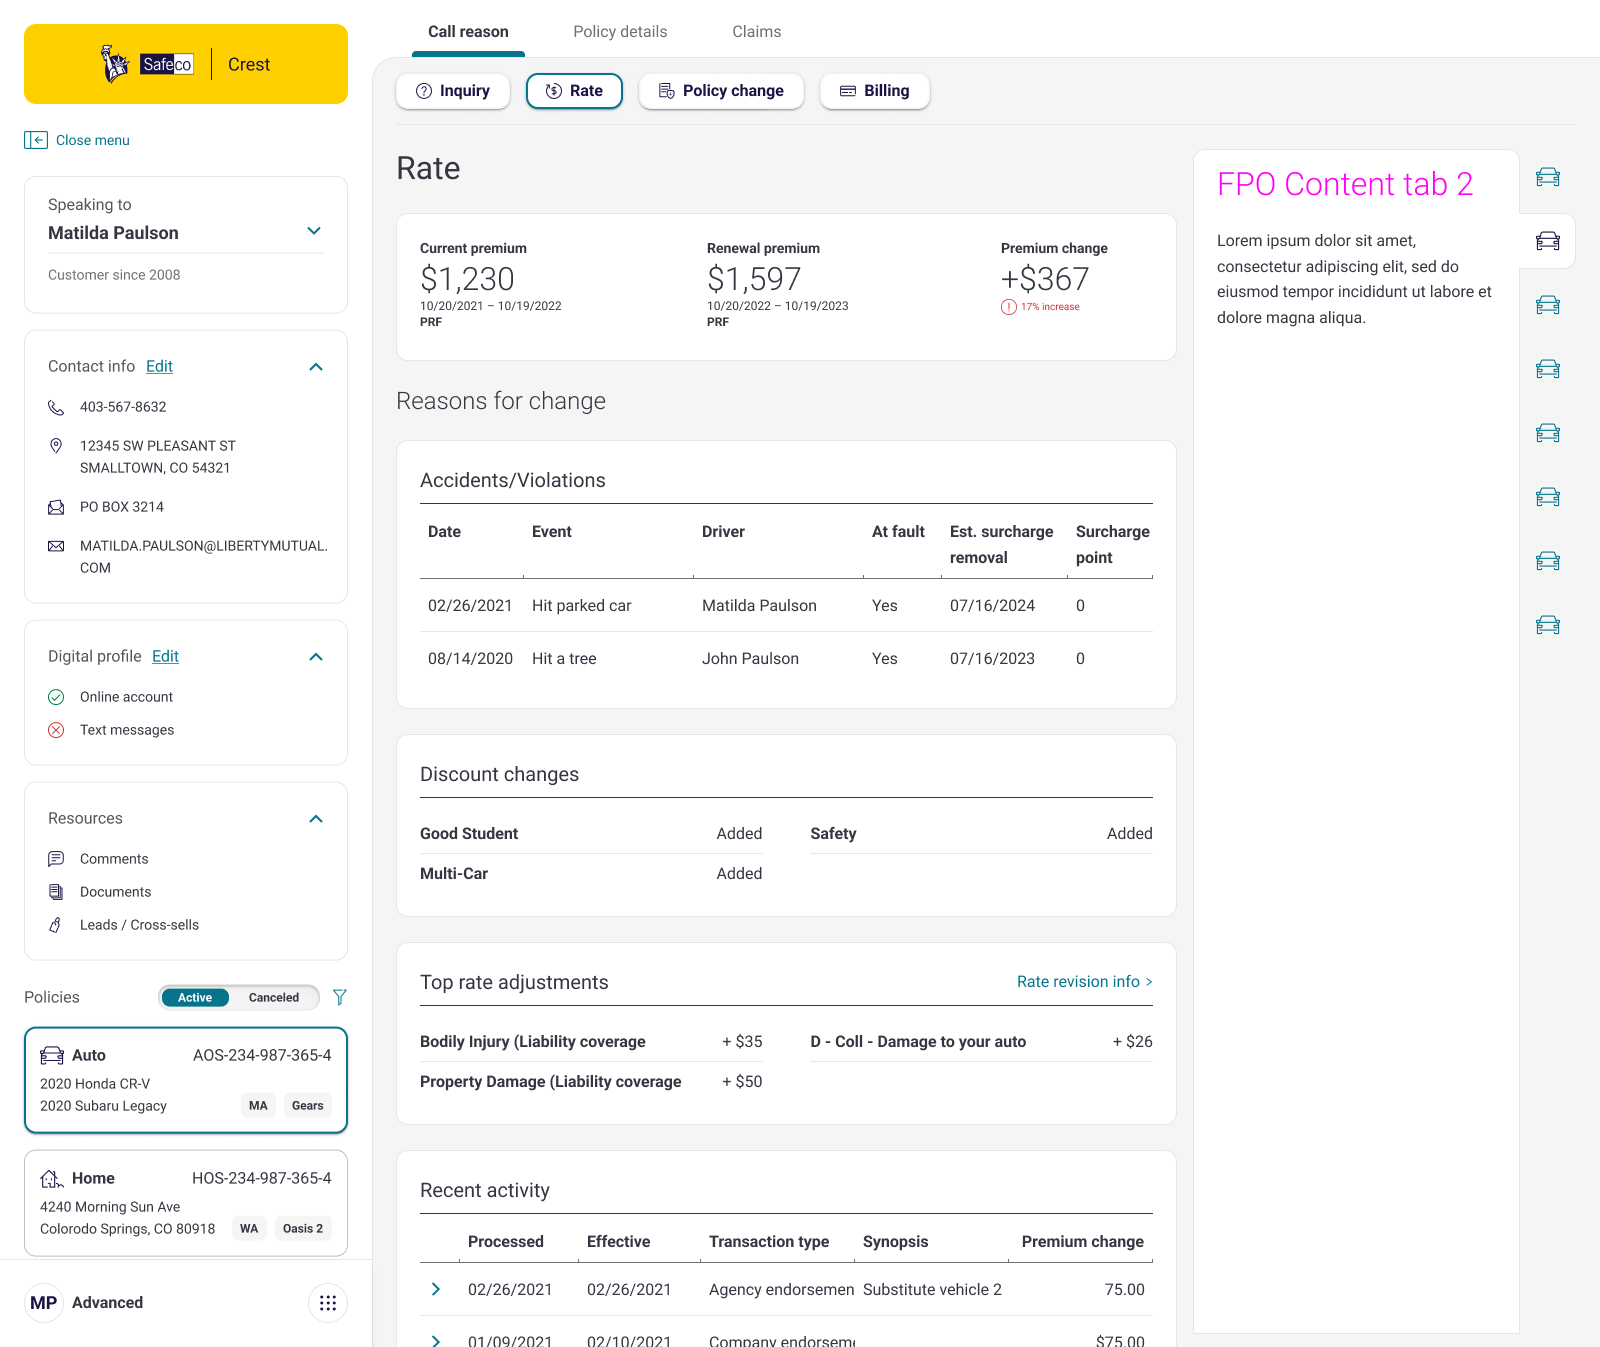 Safeco
Crest
Close menu
Speaking to
Matilda Paulson
Customer since 2008
Contact info Edit
403-567-8632
12345 SW PLEASANT ST
SMALLTOWN, CO 54321
PO BOX 3214
MATILDA.PAULSON@LIBERTYMUTUAL.
COM
Digital profile Edit
Online account
Text messages
Resources
Comments
Documents
Leads / Cross-sells
Policies
Active Canceled
Auto AOS-234-987-365-4
2020 Honda CR-V
2020 Subaru Legacy MA Gears
Home HOS-234-987-365-4
4240 Morning Sun Ave
Colorodo Springs, CO 80918 WA Oasis 2
MP Advanced
Call reason Policy details Claims
Inquiry Rate Policy change Billing
Rate
Current premium Renewal premium Premium change
$1,230 $1,597 +$367
10/20/2021 – 10/19/2022 10/20/2022 – 10/19/2023 17% increase
PRF PRF
Reasons for change
Accidents/Violations
Date Event Driver At fault Est. surcharge Surcharge
removal point
02/26/2021 Hit parked car Matilda Paulson Yes 07/16/2024 0
08/14/2020 Hit a tree John Paulson Yes 07/16/2023 0
Discount changes
Good Student Added Safety Added
Multi-Car Added
Top rate adjustments Rate revision info >
Bodily Injury (Liability coverage + $35 D - Coll - Damage to your auto + $26
Property Damage (Liability coverage + $50
Recent activity
Processed Effective Transaction type Synopsis Premium change
02/26/2021 02/26/2021 Agency endorsemen Substitute vehicle 2 75.00
01/09/2021 02/10/2021 Company endorseme $75.00
FPO Content tab 2
Lorem ipsum dolor sit amet,
consectetur adipiscing elit, sed do
eiusmod tempor incididunt ut labore et
dolore magna aliqua.